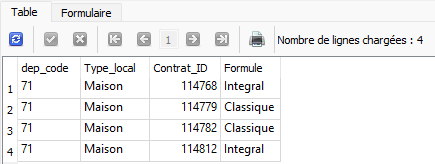 Table Formulaire
1 Nombre de lignes chargées : 4
dep_code Type_local Contrat_ID Formule
1 71 Maison 114768 Integral
2 71 Maison 114779 Classique
3 71 Maison 114782 Classique
4 71 Maison 114812 Integral